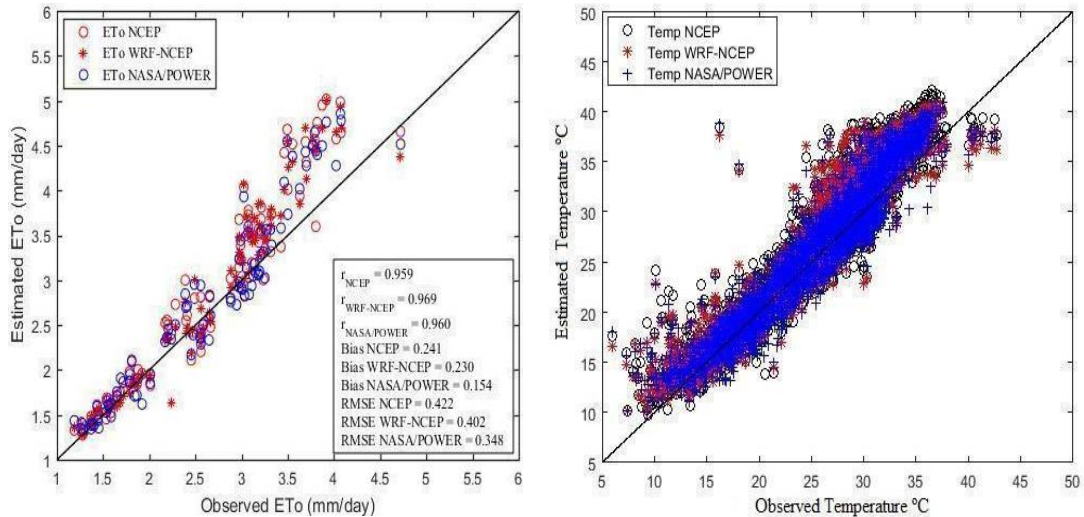 6
5.5
5
4.5
4
3.5
3
2.5
2
1.5
1
1 1.5 2 2.5 3 3.5 4 4.5 5 5.5 6
Estimated ETo (mm/day)
Observed ETo (mm/day)
ETo NCEP
ETo WRF-NCEP
ETo NASA/POWER
r NCEP = 0.959
r WRF-NCEP = 0.969
r NASA/POWER = 0.960
Bias NCEP = 0.241
Bias WRF-NCEP = 0.230
Bias NASA/POWER = 0.154
RMSE NCEP = 0.422
RMSE WRF-NCEP = 0.402
RMSE NASA/POWER = 0.348
50
45
40
35
30
25
20
15
10
5
5 10 15 20 25 30 35 40 45 50
Estimated Temperature °C
Observed Temperature °C
Temp NCEP
Temp WRF-NCEP
Temp NASA/POWER